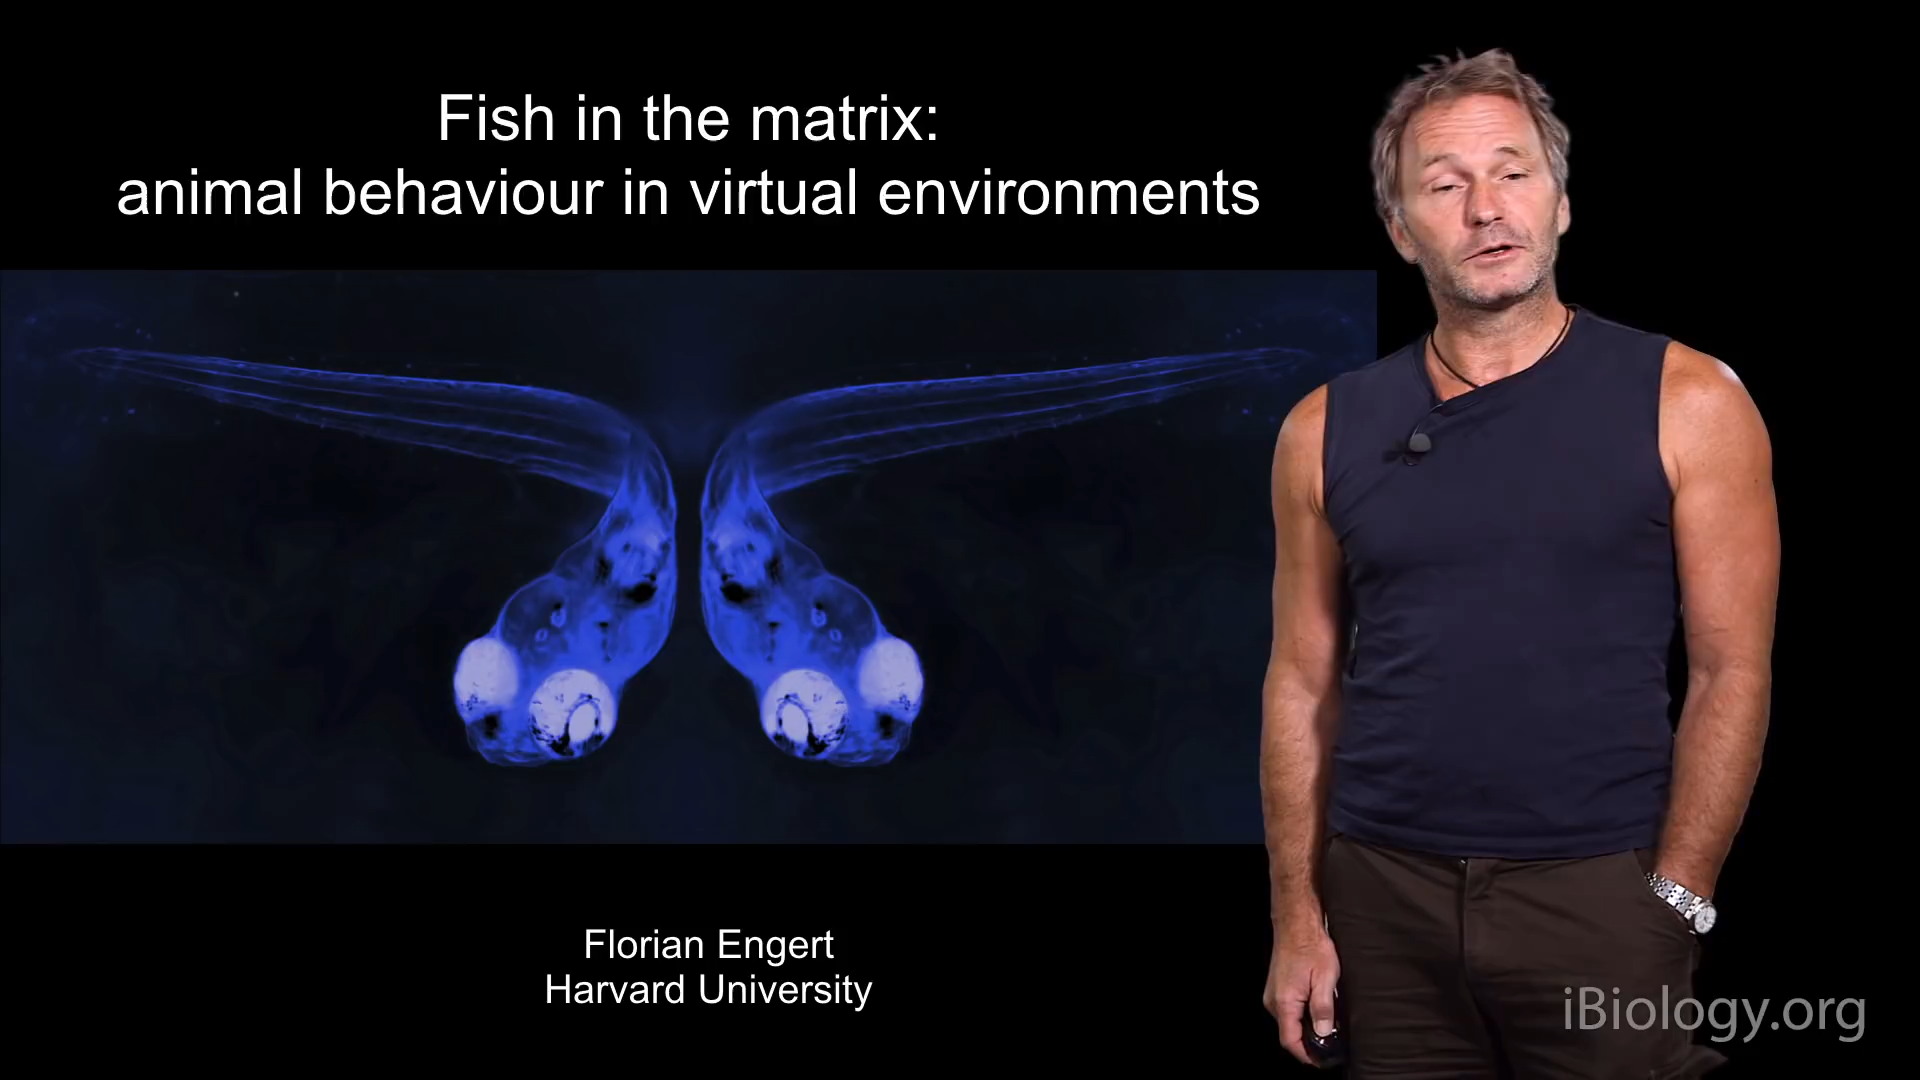 Fish in the matrix:
animal behaviour in virtual environments
Florian Engert
Harvard University
iBiology.org